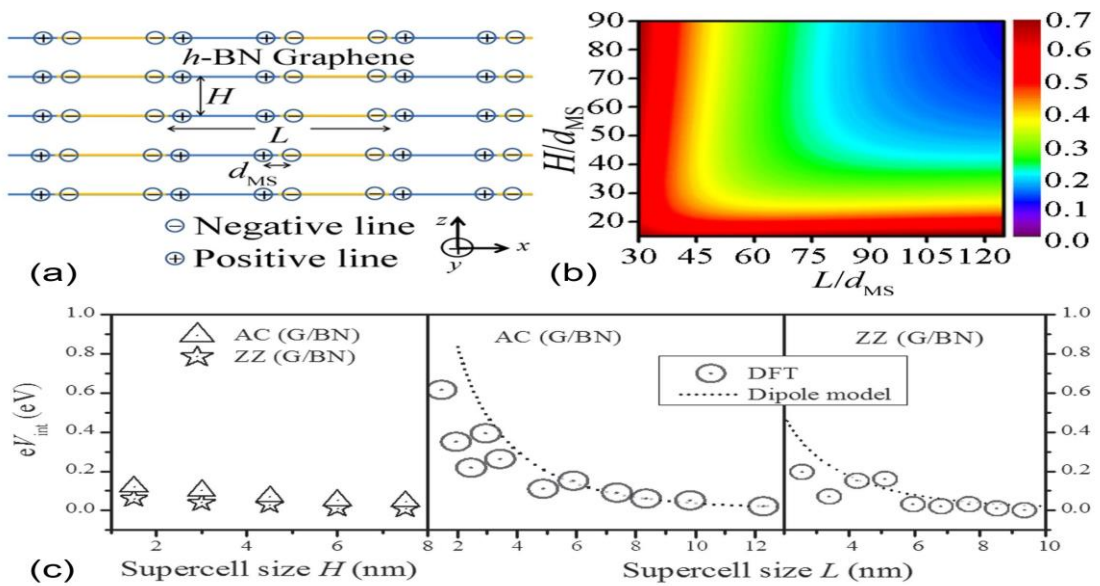 h-BN Graphene
H
L
d_MS
⊖ Negative line
⊕ Positive line
z
y
x
(a)
90
80
70
60
50
40
30
20
H/d_MS
30 45 60 75 90 105 120
L/d_MS
0.7
0.6
0.5
0.4
0.3
0.2
0.1
0.0
(b)
1.0
0.8
0.6
0.4
0.2
0.0
eV_int (eV)
AC (G/BN)
ZZ (G/BN)
2 4 6 8
Supercell size H (nm)
AC (G/BN)
ZZ (G/BN)
DFT
Dipole model
2 4 6 8 10 12
4 6 8 10
Supercell size L (nm)
1.0
0.8
0.6
0.4
0.2
0.0
(c)